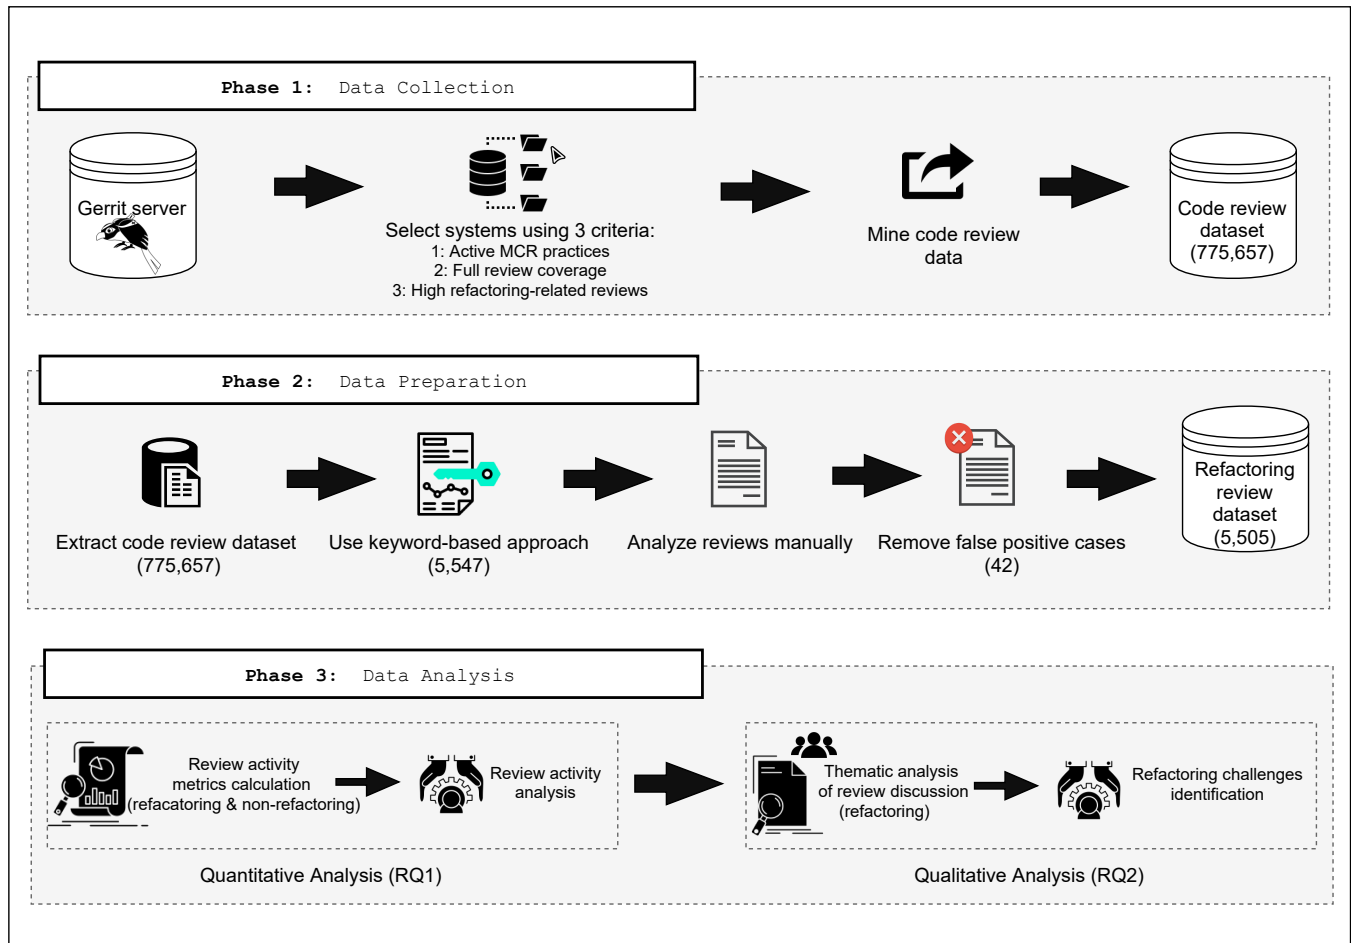 Phase 1: Data Collection
Gerrit server
Select systems using 3 criteria:
1: Active MCR practices
2: Full review coverage
3: High refactoring-related reviews
Mine code review
data
Code review
dataset
(775,657)
Phase 2: Data Preparation
Extract code review dataset
(775,657)
Use keyword-based approach
(5,547)
Analyze reviews manually
Remove false positive cases
(42)
Refactoring
review
dataset
(5,505)
Phase 3: Data Analysis
Review activity
metrics calculation
(refacatoring & non-refactoring)
Review activity
analysis
Quantitative Analysis (RQ1)
Thematic analysis
of review discussion
(refactoring)
Refactoring challenges
identification
Qualitative Analysis (RQ2)